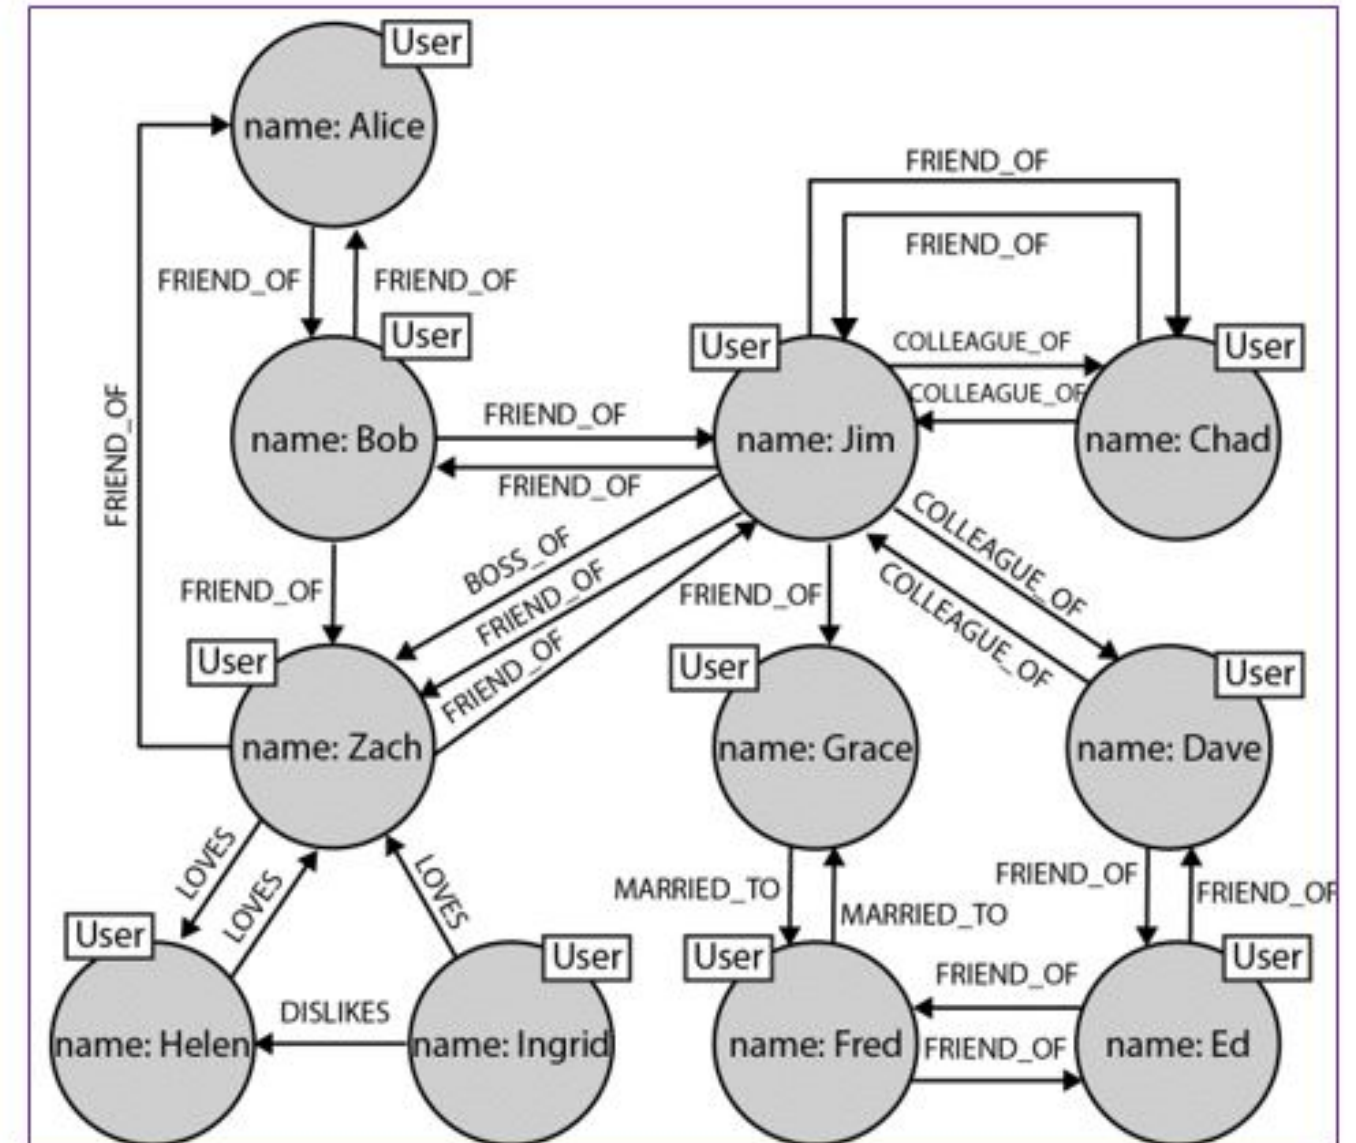 User
name: Alice
FRIEND_OF
FRIEND_OF
FRIEND_OF
FRIEND_OF
FRIEND_OF
User
User
User
COLLEAGUE_OF
COLLEAGUE_OF
FRIEND_OF
FRIEND_OF
name: Bob
name: Jim
name: Chad
FRIEND_OF
BOSS_OF
FRIEND_OF
FRIEND_OF
FRIEND_OF
FRIEND_OF
COLLEAGUE_OF
COLLEAGUE_OF
User
User
User
name: Zach
name: Grace
name: Dave
LOVES
LOVES
LOVES
MARRIED_TO
MARRIED_TO
FRIEND_OF
FRIEND_OF
User
User
User
User
DISLIKES
FRIEND_OF
name: Helen
name: Ingrid
name: Fred
FRIEND_OF
name: Ed